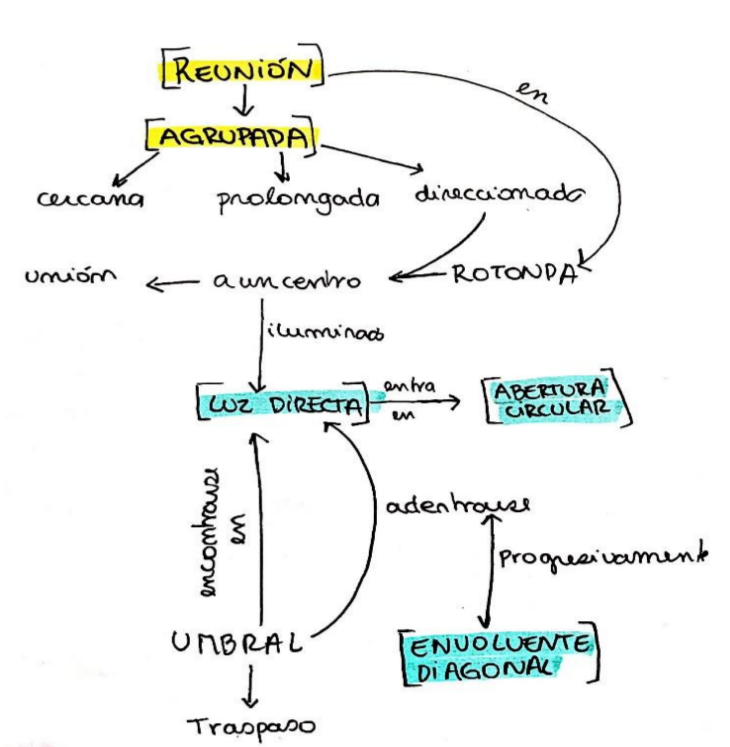 [REUNIÓN]
en
[AGRUPADA]
cercana
prolongada
direccionada
unión
a un centro
ROTONDA
iluminado
[LUZ DIRECTA]
entra
en
[ABERTURA
CIRCULAR]
encontrarse
en
adentrarse
Progresivamente
UMBRAL
[ENVOLVENTE
DIAGONAL]
Traspaso